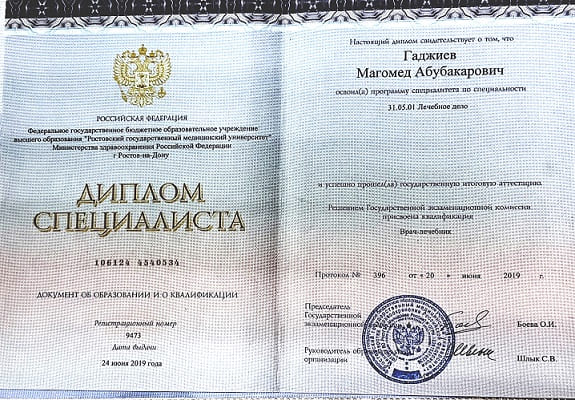 РОССИЙСКАЯ ФЕДЕРАЦИЯ
Федеральное государственное бюджетное образовательное учреждение
высшего образования "Ростовский государственный медицинский университет"
Министерства здравоохранения Российской Федерации
г Ростов-на-Дону
ДИПЛОМ
СПЕЦИАЛИСТА
106124 4540534
ДОКУМЕНТ ОБ ОБРАЗОВАНИИ И О КВАЛИФИКАЦИИ
Регистрационный номер
9473
Дата выдачи
24 июня 2019 года
Настоящий диплом свидетельствует о том, что
Гаджиев
Магомед Абубакарович
освоил(а) программу специалитета по специальности
31.05.01 Лечебное дело
и успешно прошел(ла) государственную итоговую аттестацию
Решением Государственной экзаменационной комиссии
присвоена квалификация
Врач-лечебник
Протокол № 396 от « 20 » июня 2019 г.
Председатель
Государственной
экзаменационной
Боева О.И.
Руководитель
организации
Шлык С.В.